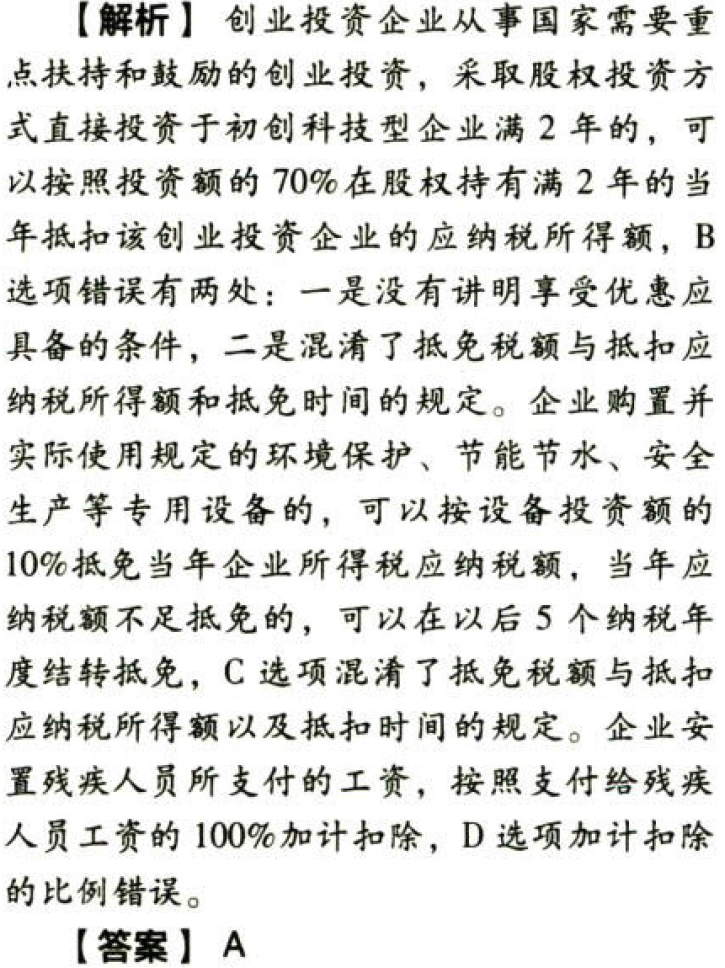 【解析】 创业投资企业从事国家需要重
点扶持和鼓励的创业投资，采取股权投资方
式直接投资于初创科技型企业满 2 年的，可
以按照投资额的 70%在股权持有满 2 年的当
年抵扣该创业投资企业的应纳税所得额，B
选项错误有两处：一是没有讲明享受优惠应
具备的条件，二是混淆了抵免税额与抵扣应
纳税所得额和抵免时间的规定。企业购置并
实际使用规定的环境保护、节能节水、安全
生产等专用设备的，可以按设备投资额的
10%抵免当年企业所得税应纳税额，当年应
纳税额不足抵免的，可以在以后 5 个纳税年
度结转抵免，C 选项混淆了抵免税额与抵扣
应纳税所得额以及抵扣时间的规定。企业安
置残疾人员所支付的工资，按照支付给残疾
人员工资的 100%加计扣除，D 选项加计扣除
的比例错误。
【答案】 A